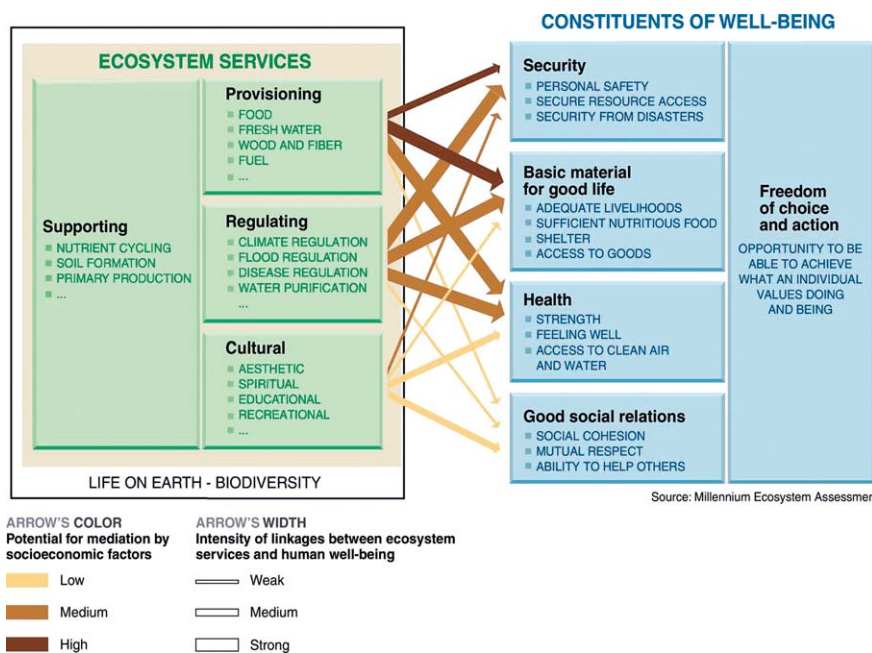 CONSTITUENTS OF WELL-BEING
ECOSYSTEM SERVICES
Supporting
NUTRIENT CYCLING
SOIL FORMATION
PRIMARY PRODUCTION
...
Provisioning
FOOD
FRESH WATER
WOOD AND FIBER
FUEL
...
Regulating
CLIMATE REGULATION
FLOOD REGULATION
DISEASE REGULATION
WATER PURIFICATION
...
Cultural
AESTHETIC
SPIRITUAL
EDUCATIONAL
RECREATIONAL
...
LIFE ON EARTH - BIODIVERSITY
Security
PERSONAL SAFETY
SECURE RESOURCE ACCESS
SECURITY FROM DISASTERS
Basic material
for good life
ADEQUATE LIVELIHOODS
SUFFICIENT NUTRITIOUS FOOD
SHELTER
ACCESS TO GOODS
Health
STRENGTH
FEELING WELL
ACCESS TO CLEAN AIR
AND WATER
Good social relations
SOCIAL COHESION
MUTUAL RESPECT
ABILITY TO HELP OTHERS
Freedom
of choice
and action
OPPORTUNITY TO BE
ABLE TO ACHIEVE
WHAT AN INDIVIDUAL
VALUES DOING
AND BEING
Source: Millennium Ecosystem Assessmen
ARROW'S COLOR
Potential for mediation by
socioeconomic factors
Low
Medium
High
ARROW'S WIDTH
Intensity of linkages between ecosystem
services and human well-being
Weak
Medium
Strong